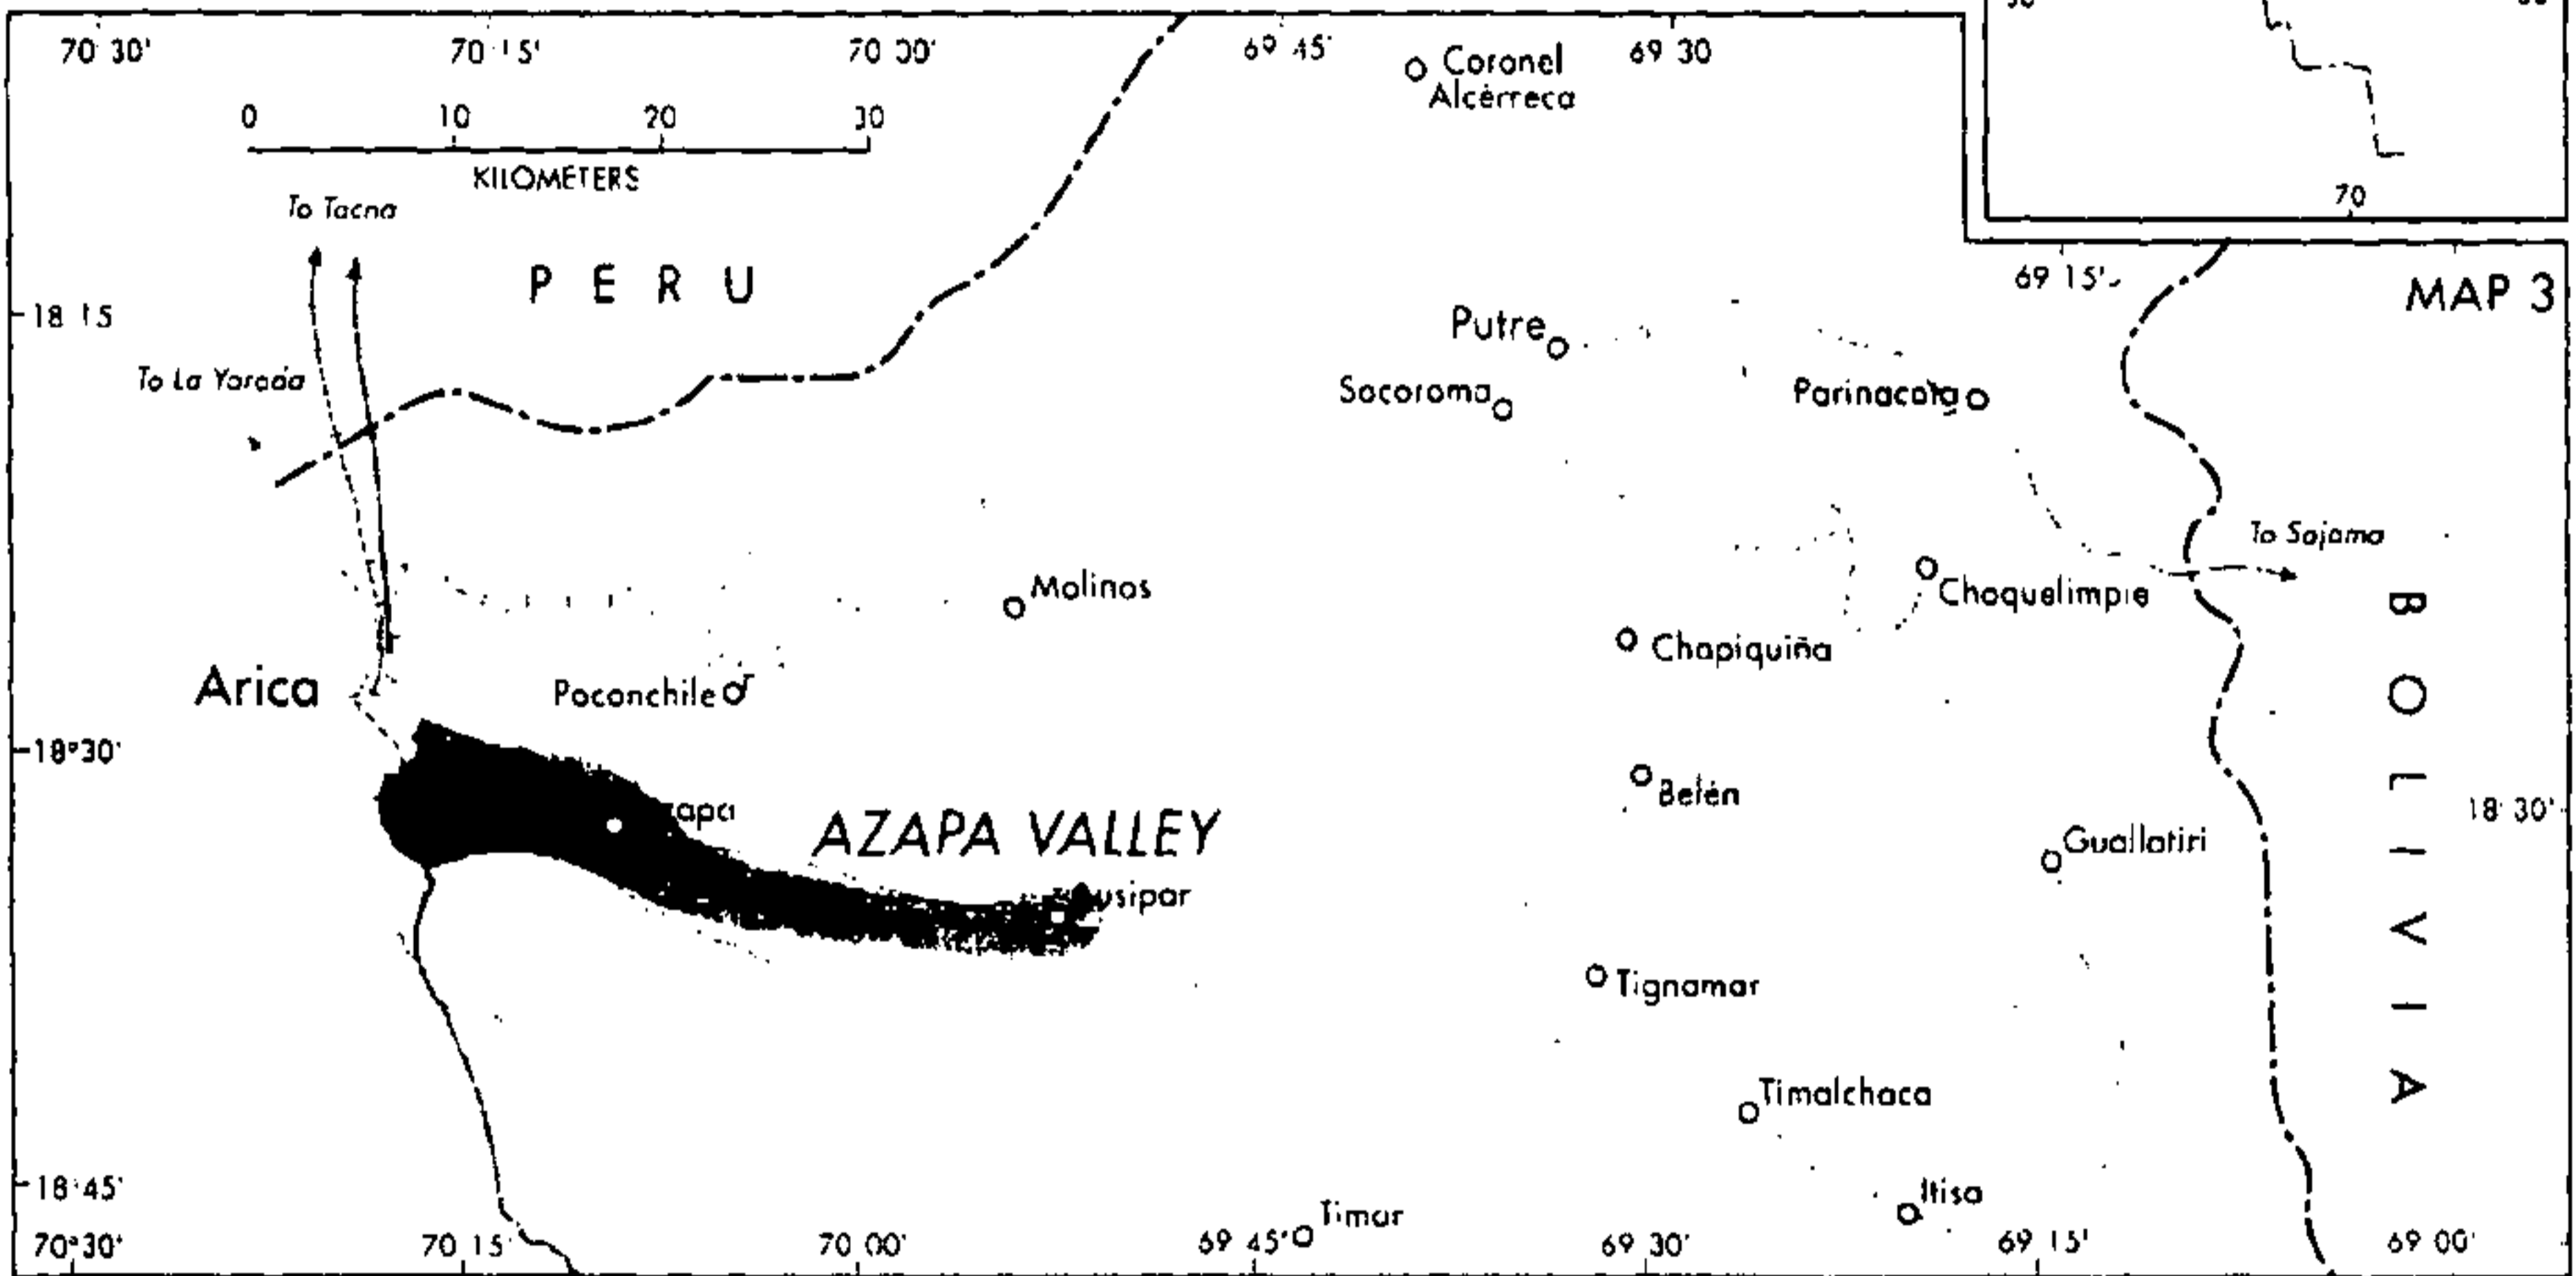 70 30' 70 15' 70 00' 69 45' 69 30
Coronel
Alcérreca
0 10 20 30
KILOMETERS
70
To Tacna
69 15'
MAP 3
PERU
18 15
Putre
To La Yarada
Socoroma
Parinacota
To Sajama
Molinos
Choquelimpie
Chapiquiña
Arica
Poconchile
BOLIVIA
18°30'
Belén
18 30'
apa
AZAPA VALLEY
Guallatiri
usipar
Tignamar
Timalchaca
18 45'
Itisa
Timar
70°30' 70 15' 70 00' 69 45' 69 30' 69 15' 69 00'